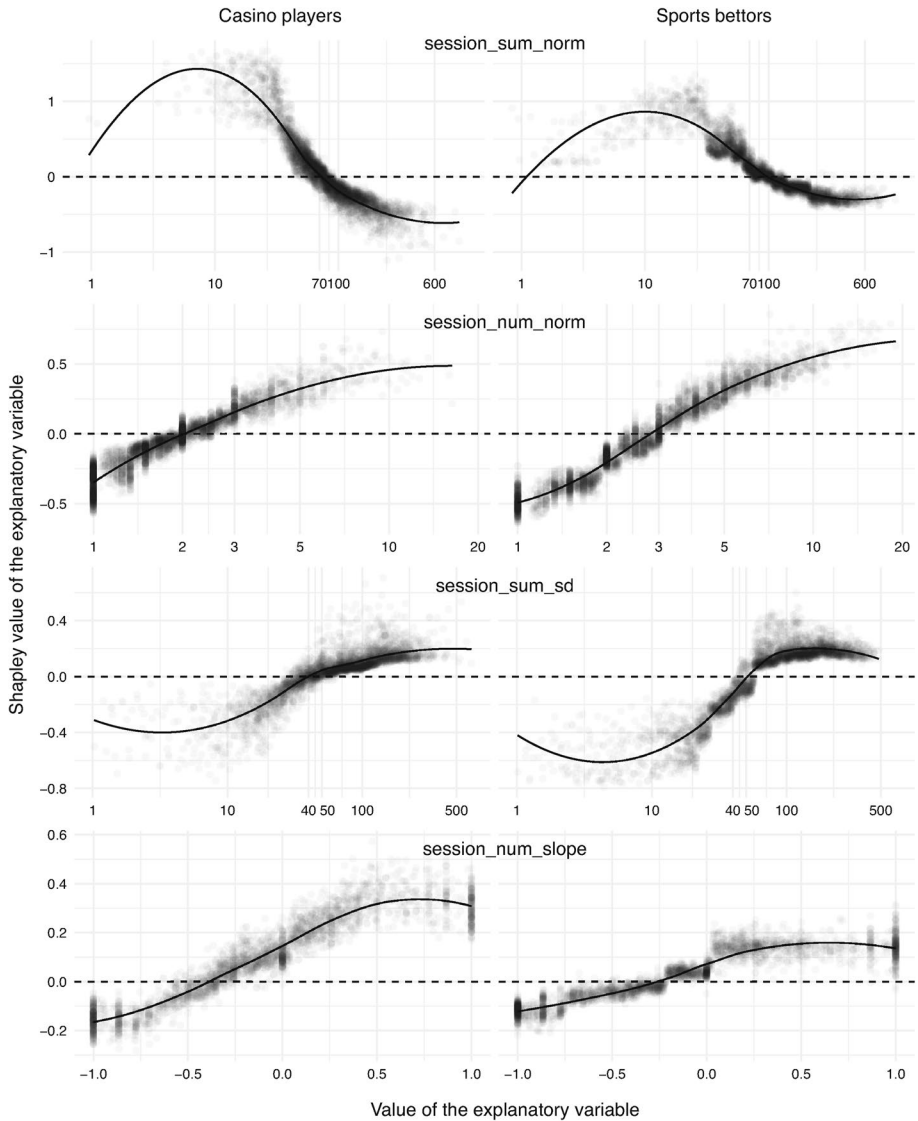 Casino players Sports bettors
session_sum_norm
1
0
−1
1 10 70 100 600 1 10 70 100 600
session_num_norm
0.5
0.0
−0.5
1 2 3 5 10 20 1 2 3 5 10 20
session_sum_sd
0.4
0.0
−0.4
−0.8
1 10 40 50 100 500 1 10 40 50 100 500
session_num_slope
0.6
0.4
0.2
0.0
−0.2
−1.0 −0.5 0.0 0.5 1.0 −1.0 −0.5 0.0 0.5 1.0
Shapley value of the explanatory variable
Value of the explanatory variable